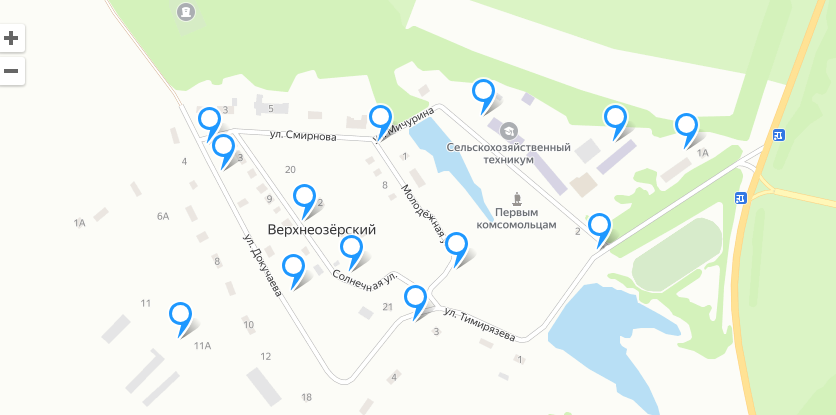 3
5
ул. Смирнова
ул. Мичурина
Сельскохозяйственный
техникум
1А
4
3
20
1
8
9
2
Молодёжная у
Первым
комсомольцам
2
6А
1А
7
Верхнеозёрский
8
ул. Докучаева
Солнечная ул.
11
21
10
3
ул. Тимирязева
11А
12
1
4
18